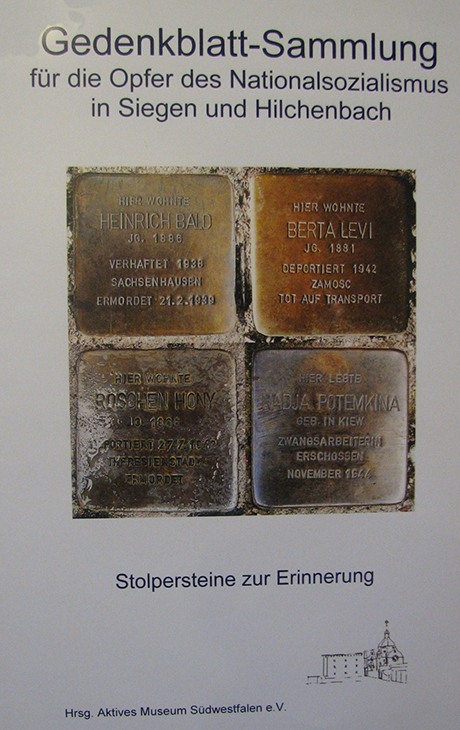 Gedenkblatt-Sammlung
für die Opfer des Nationalsozialismus
in Siegen und Hilchenbach
HIER WOHNTE
HEINRICH BALD
JG. 1886
VERHAFTET 1938
SACHSENHAUSEN
ERMORDET 21.2.1939
HIER WOHNTE
BERTA LEVI
JG. 1881
DEPORTIERT 1942
ZAMOSC
TOT AUF TRANSPORT
HIER WOHNTE
RÖSCHEN HONY
JG.
THERESIENSTADT
ERMORDET
HIER LEBTE
NADJA POTEMKINA
GEB. IN KIEW
ZWANGSARBEITERIN
ERSCHOSSEN
NOVEMBER 1944
Stolpersteine zur Erinnerung
Hrsg. Aktives Museum Südwestfalen e.V.